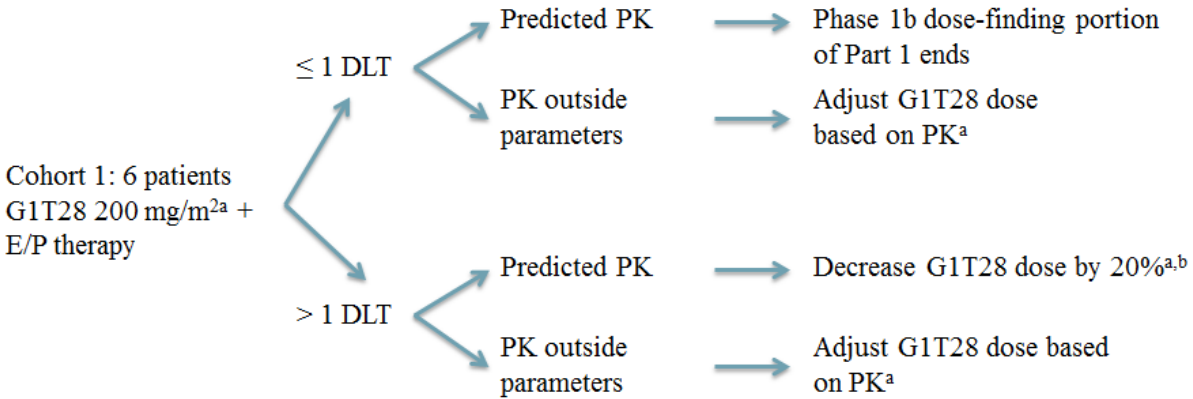 Predicted PK
Phase 1b dose-finding portion
of Part 1 ends
≤ 1 DLT
PK outside
parameters
Adjust G1T28 dose
based on PKᵃ
Cohort 1: 6 patients
G1T28 200 mg/m²ᵃ +
E/P therapy
Predicted PK
Decrease G1T28 dose by 20%ᵃ,ᵇ
> 1 DLT
PK outside
parameters
Adjust G1T28 dose based
on PKᵃ